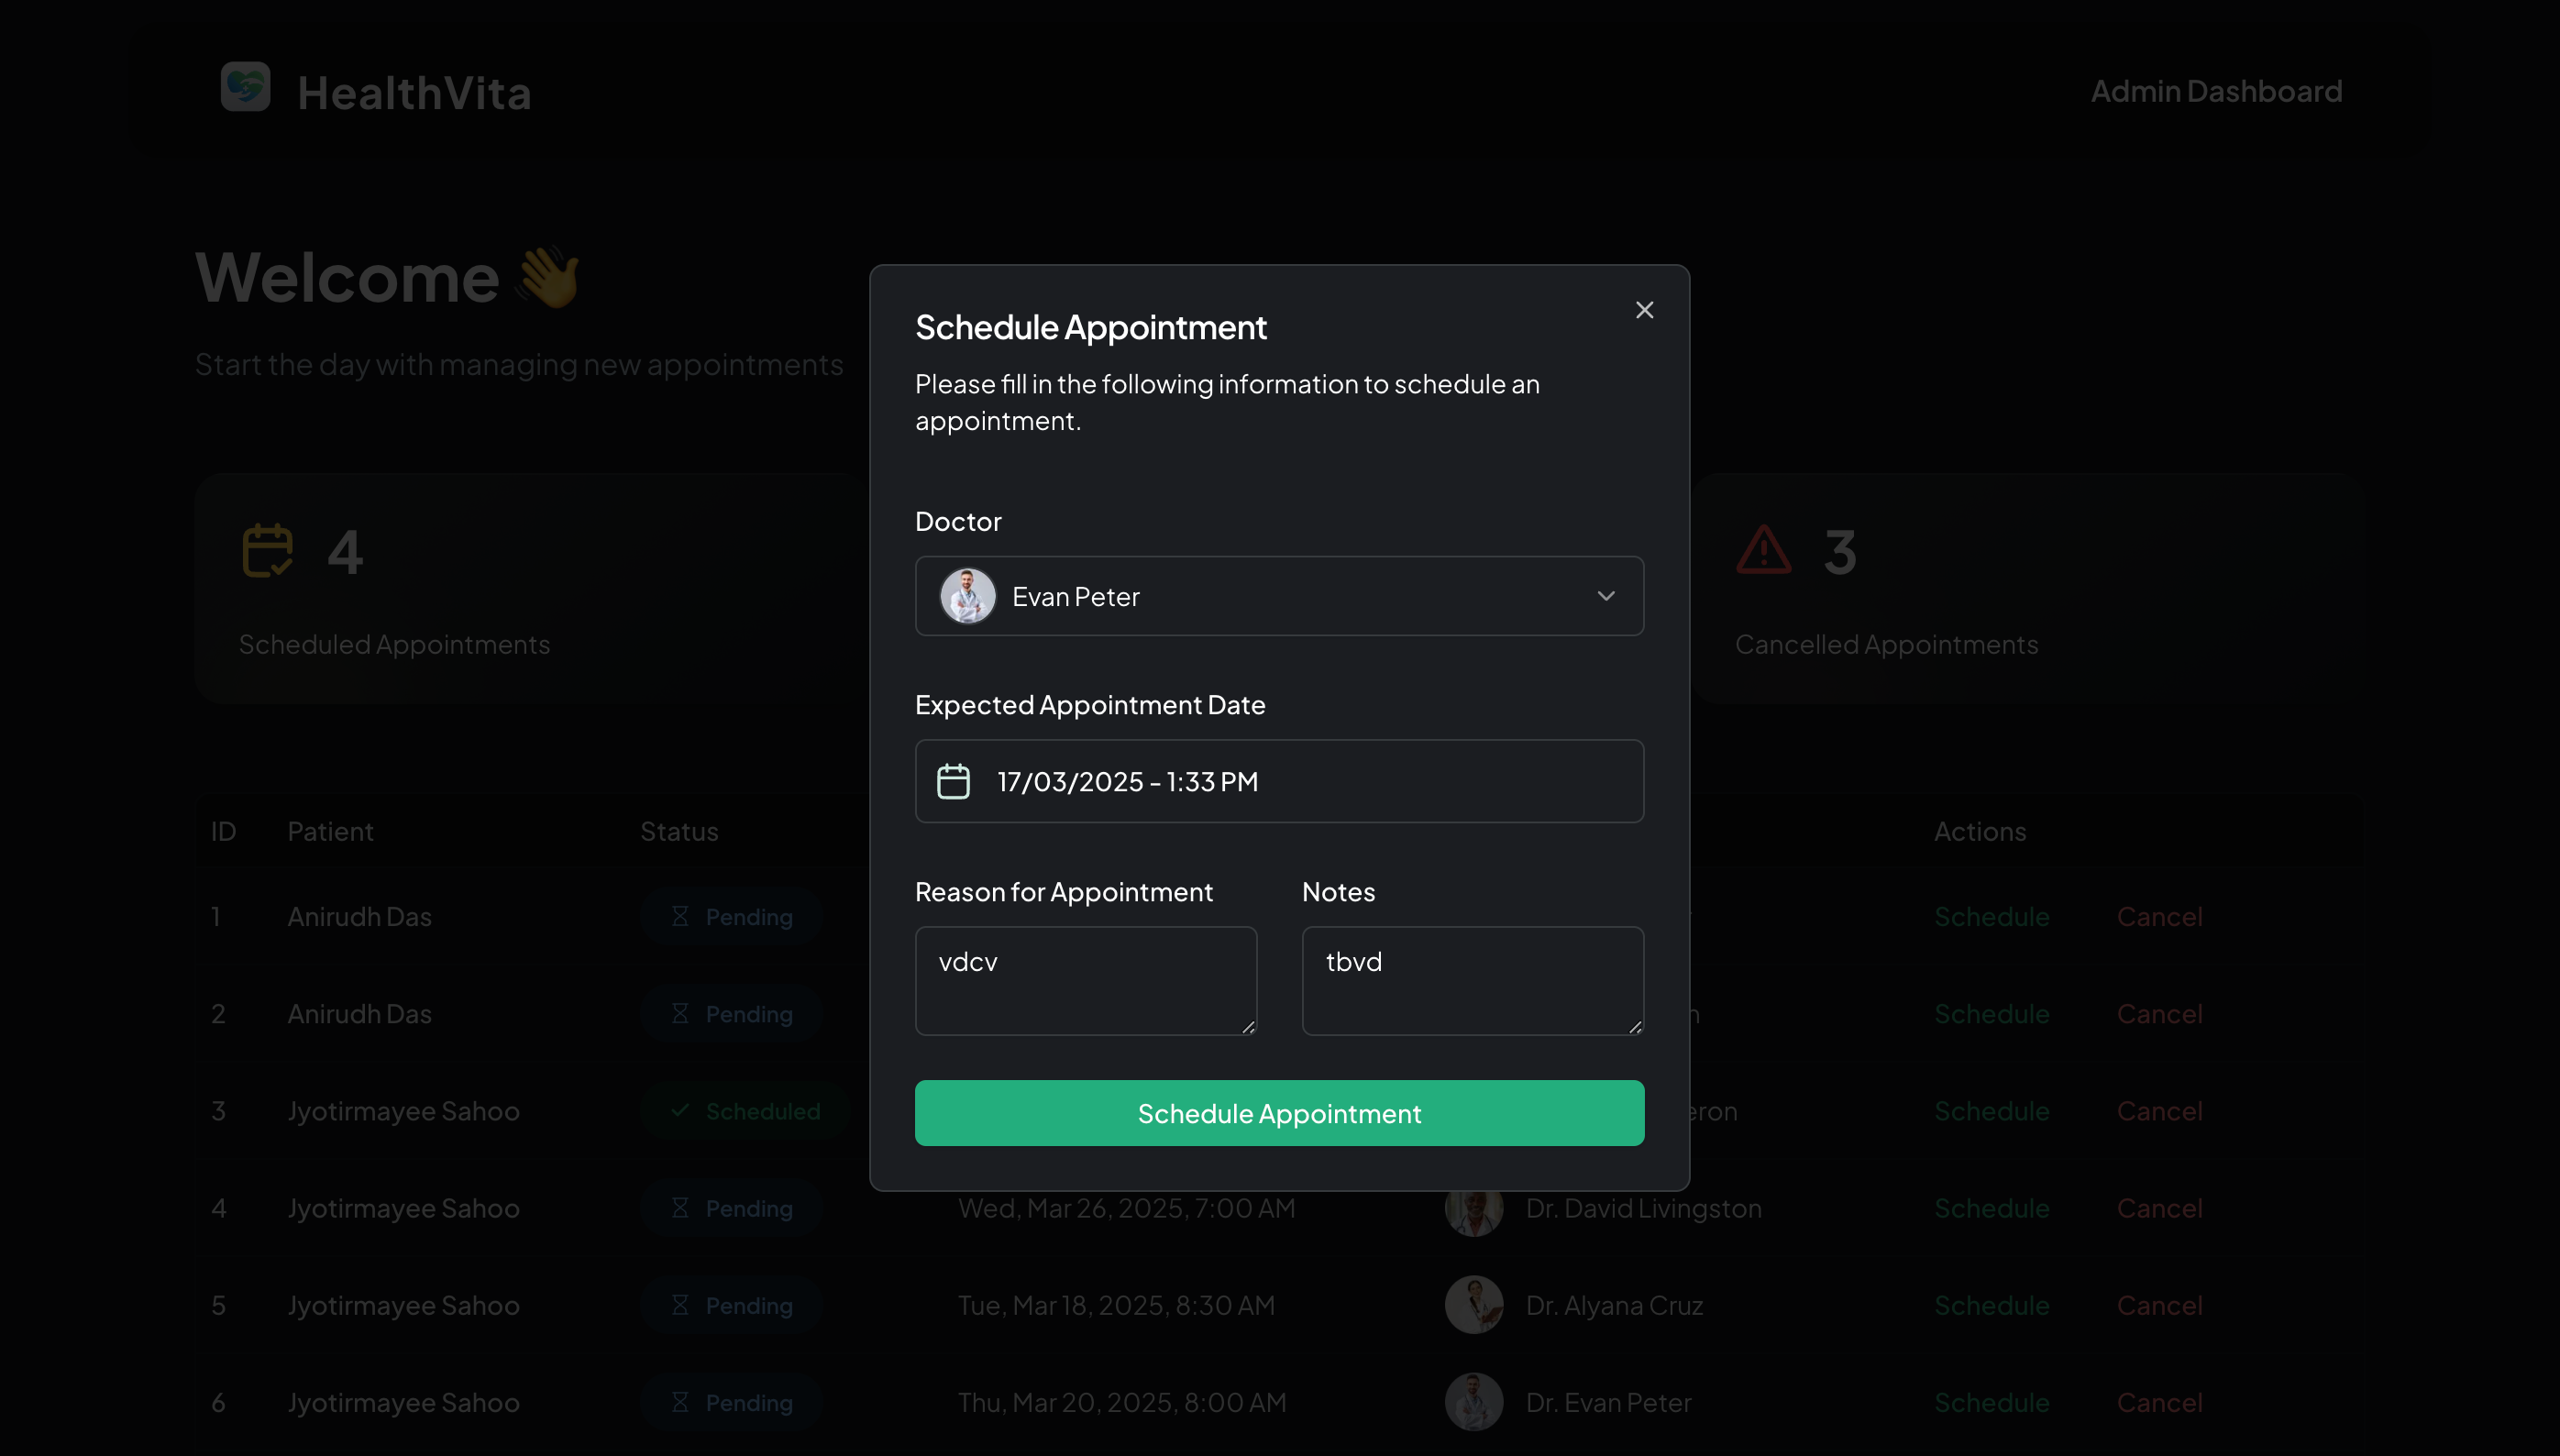 HealthVita
Admin Dashboard
Welcome 👋
Start the day with managing new appointments
4
Scheduled Appointments
3
Cancelled Appointments
Schedule Appointment
Please fill in the following information to schedule an
appointment.
Doctor
Evan Peter
Expected Appointment Date
17/03/2025 - 1:33 PM
Reason for Appointment
Notes
vdcv
tbvd
Schedule Appointment
ID Patient Status Actions
1 Anirudh Das Pending Schedule Cancel
2 Anirudh Das Pending Schedule Cancel
3 Jyotirmayee Sahoo Scheduled Schedule Cancel
4 Jyotirmayee Sahoo Pending Wed, Mar 26, 2025, 7:00 AM Dr. David Livingston Schedule Cancel
5 Jyotirmayee Sahoo Pending Tue, Mar 18, 2025, 8:30 AM Dr. Alyana Cruz Schedule Cancel
6 Jyotirmayee Sahoo Pending Thu, Mar 20, 2025, 8:00 AM Dr. Evan Peter Schedule Cancel